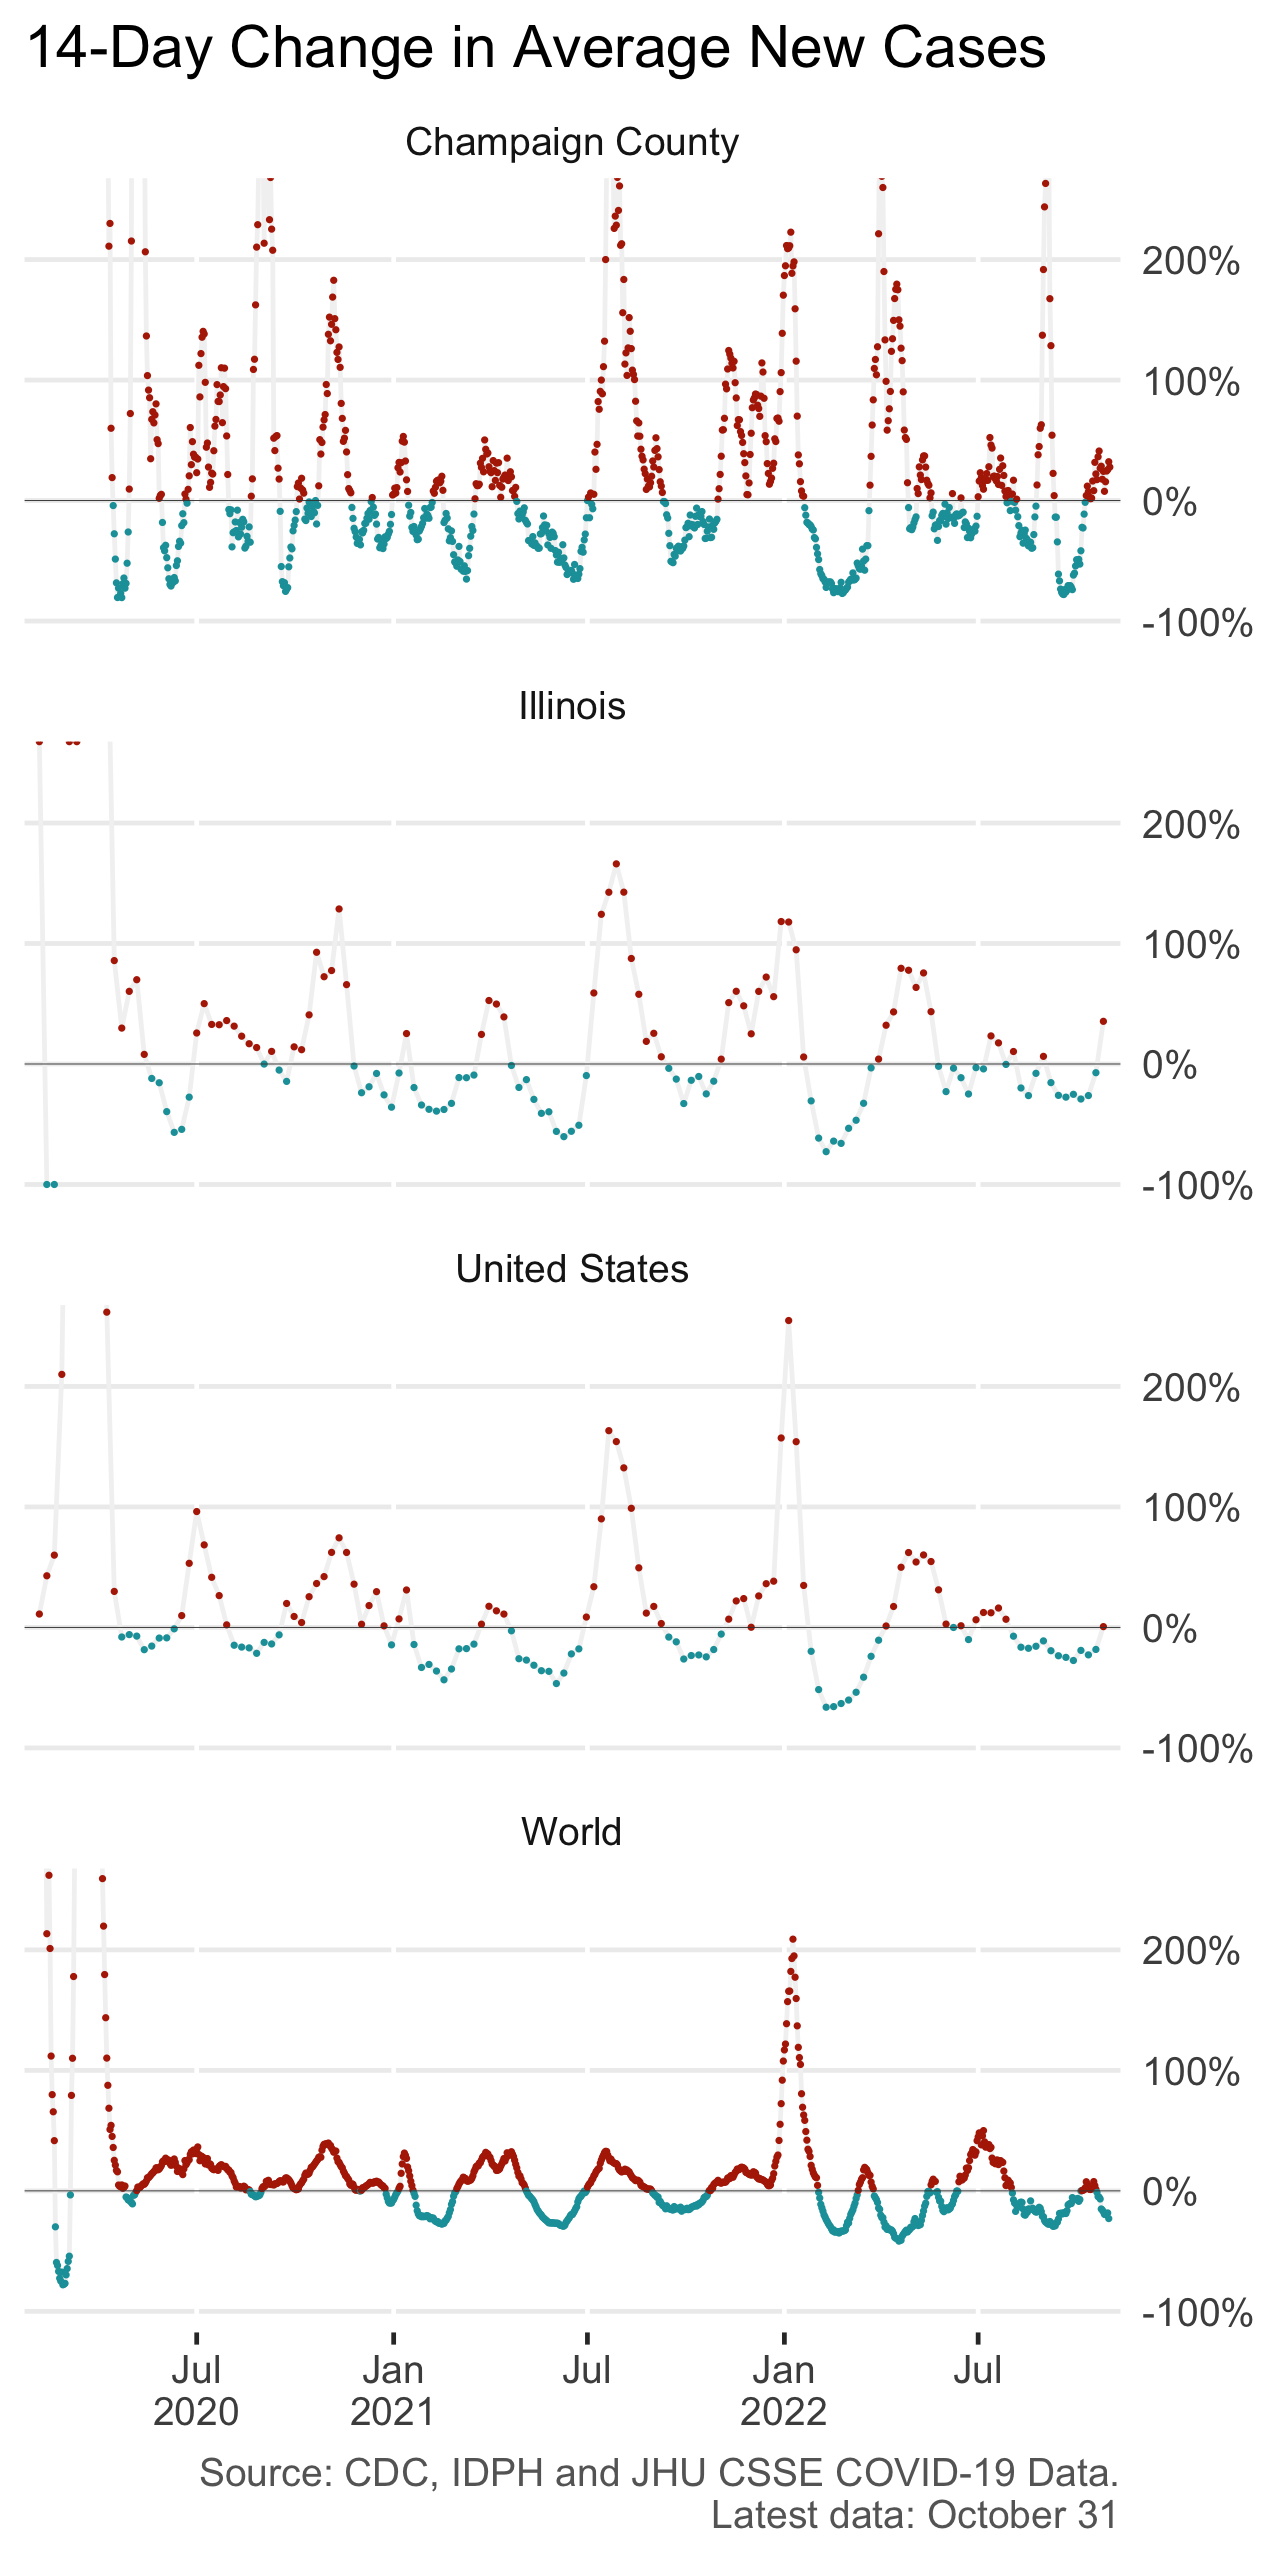 14-Day Change in Average New Cases
Champaign County
200%
100%
0%
-100%
Illinois
200%
100%
0%
-100%
United States
200%
100%
0%
-100%
World
200%
100%
0%
-100%
Jul Jan Jul Jan Jul
2020 2021 2022
Source: CDC, IDPH and JHU CSSE COVID-19 Data.
Latest data: October 31